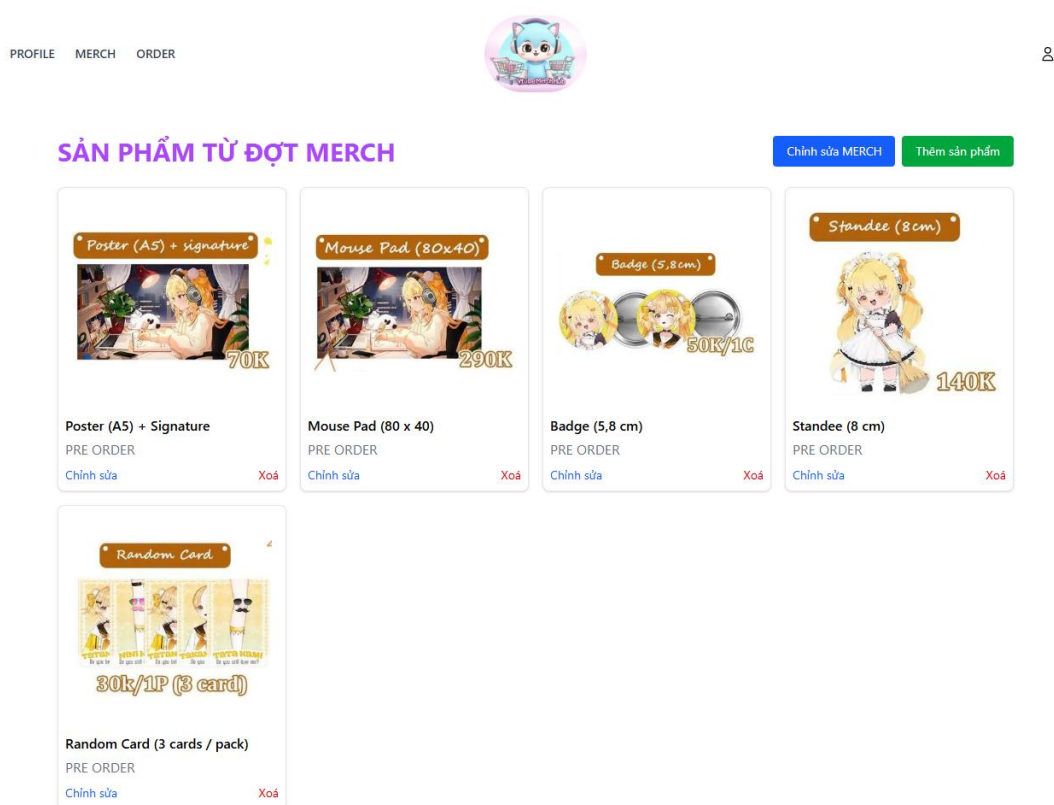 PROFILE MERCH ORDER
SẢN PHẨM TỪ ĐỢT MERCH
Chỉnh sửa MERCH
Thêm sản phẩm
Poster (A5) + signature
70K
Poster (A5) + Signature
PRE ORDER
Chỉnh sửa Xoá
Mouse Pad (80x40)
290K
Mouse Pad (80 x 40)
PRE ORDER
Chỉnh sửa Xoá
Badge (5,8cm)
50K/1C
Badge (5,8 cm)
PRE ORDER
Chỉnh sửa Xoá
Standee (8cm)
140K
Standee (8 cm)
PRE ORDER
Chỉnh sửa Xoá
Random Card
30k/1P (3 card)
Random Card (3 cards / pack)
PRE ORDER
Chỉnh sửa Xoá